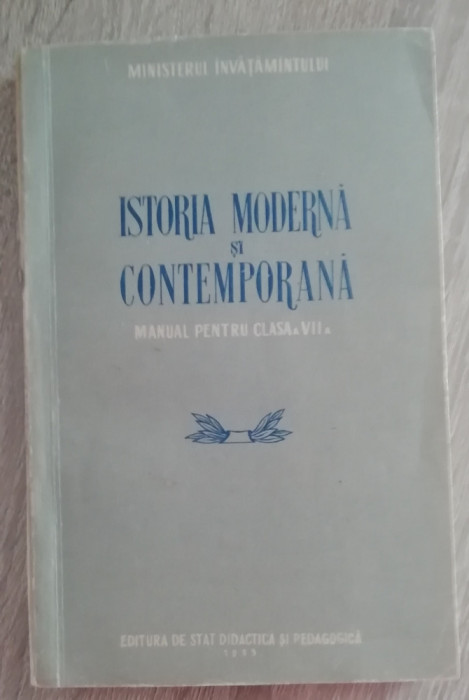 MINISTERUL ÎNVĂȚĂMÎNTULUI
ISTORIA MODERNĂ
ȘI
CONTEMPORANĂ
MANUAL PENTRU CLASA a VII a
EDITURA DE STAT DIDACTICĂ ȘI PEDAGOGICĂ